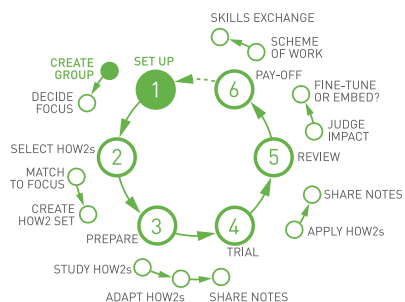 SKILLS EXCHANGE
SCHEME
OF WORK
CREATE
GROUP
SET UP
1
6
PAY-OFF
DECIDE
FOCUS
FINE-TUNE
OR EMBED?
JUDGE
IMPACT
SELECT HOW2s
2
5
REVIEW
MATCH
TO FOCUS
CREATE
HOW2 SET
SHARE NOTES
3
4
PREPARE
TRIAL
APPLY HOW2s
STUDY HOW2s
ADAPT HOW2s
SHARE NOTES